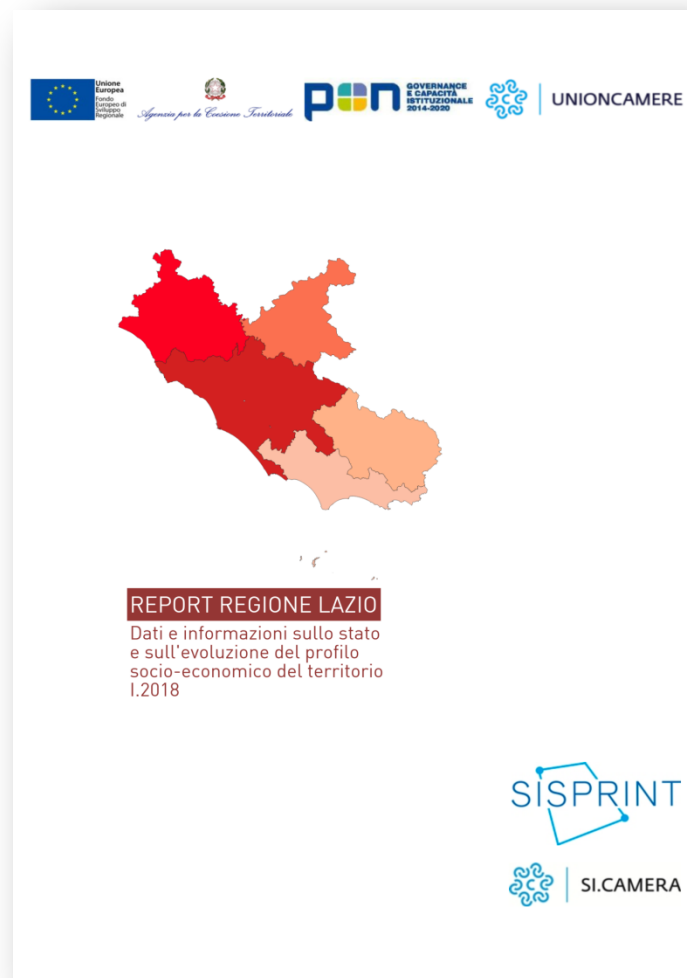 Unione
Europea
Fondo
Europeo di
Sviluppo
Regionale
Agenzia per la Coesione Territoriale
pon
GOVERNANCE
E CAPACITÀ
ISTITUZIONALE
2014-2020
UNIONCAMERE
REPORT REGIONE LAZIO
Dati e informazioni sullo stato
e sull'evoluzione del profilo
socio-economico del territorio
I.2018
SISPRINT
SI.CAMERA